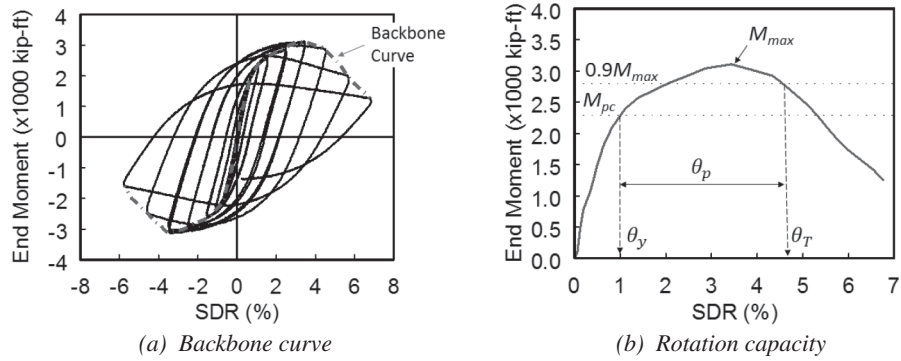 End Moment (x1000 kip-ft)
4
3
2
1
0
-1
-2
-3
-4
Backbone
Curve
-8 -6 -4 -2 0 2 4 6 8
SDR (%)
(a) Backbone curve
End Moment (x1000 kip-ft)
4.0
3.5
3.0
2.5
2.0
1.5
1.0
0.5
0.0
M_max
0.9M_max
M_pc
θ_p
θ_y
θ_T
0 1 2 3 4 5 6 7
SDR (%)
(b) Rotation capacity